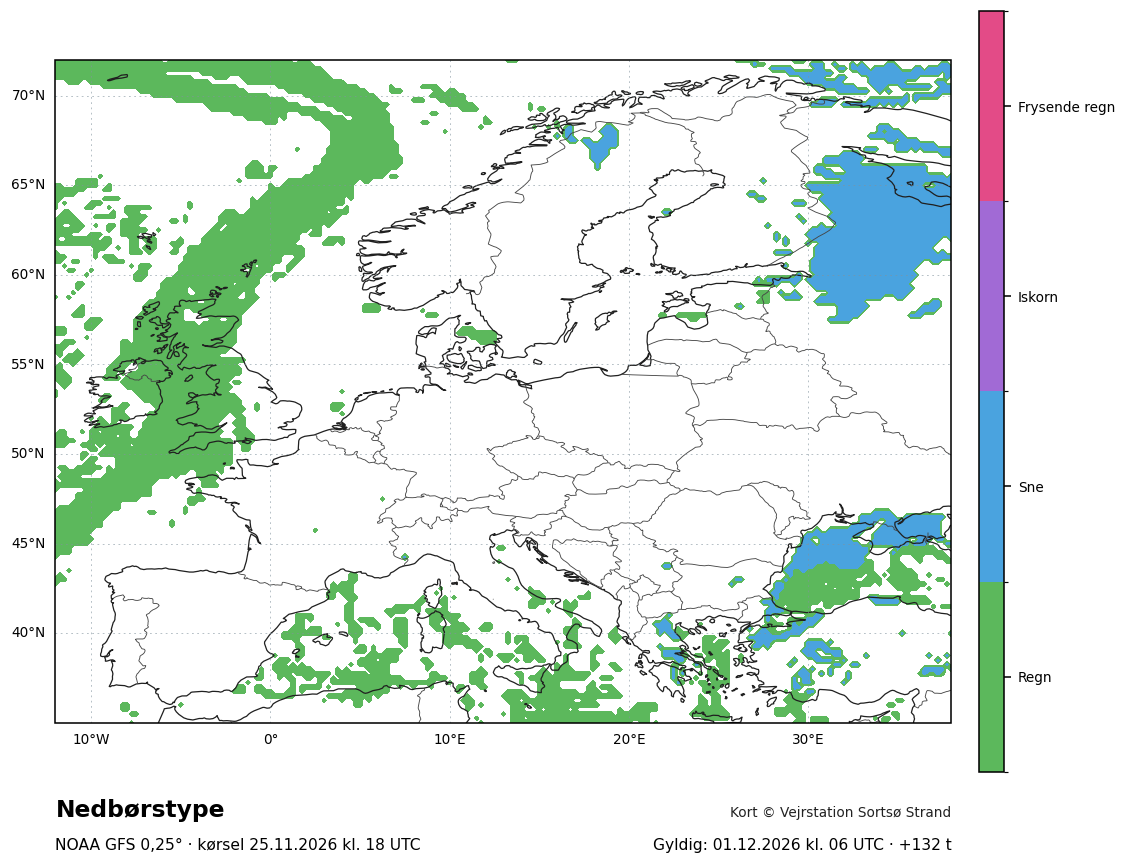 70°N
65°N
60°N
55°N
50°N
45°N
40°N
10°W
0°
10°E
20°E
30°E
Frysende regn
Iskorn
Sne
Regn
Nedbørstype
Kort © Vejrstation Sortsø Strand
NOAA GFS 0,25° · kørsel 25.11.2026 kl. 18 UTC
Gyldig: 01.12.2026 kl. 06 UTC · +132 t